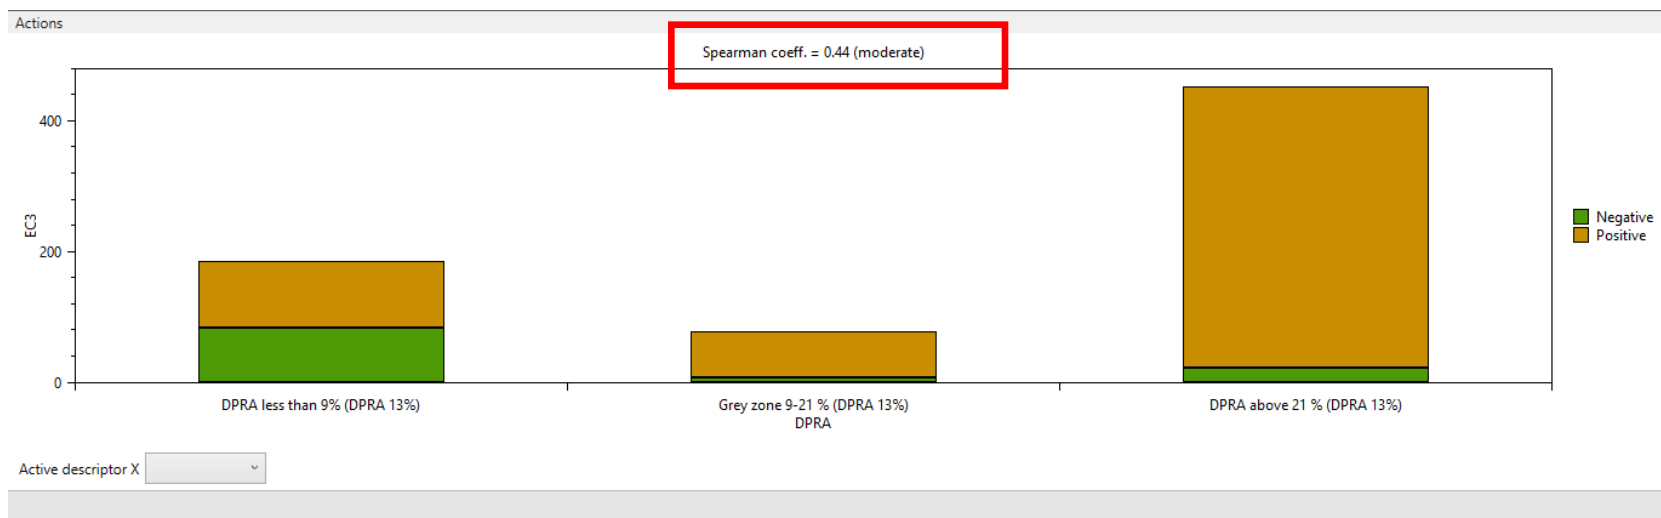 Actions
Spearman coeff. = 0.44 (moderate)
400
200
0
EC3
DPRA less than 9% (DPRA 13%)
Grey zone 9-21 % (DPRA 13%)
DPRA above 21 % (DPRA 13%)
DPRA
Negative
Positive
Active descriptor X